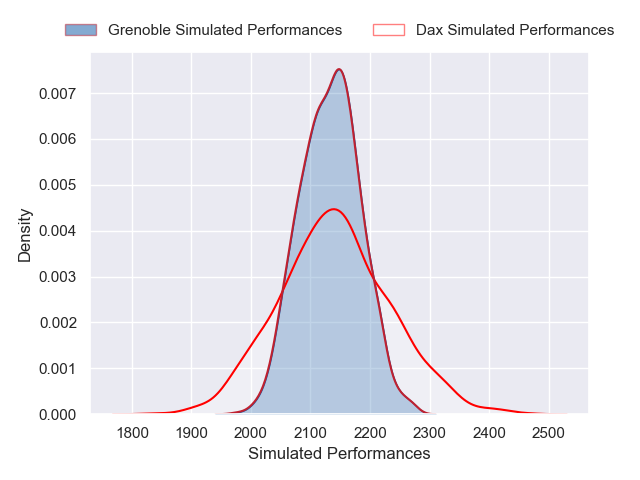 Grenoble Simulated Performances Dax Simulated Performances
0.007
0.006
0.005
0.004
0.003
0.002
0.001
0.000
Density
1800 1900 2000 2100 2200 2300 2400 2500
Simulated Performances